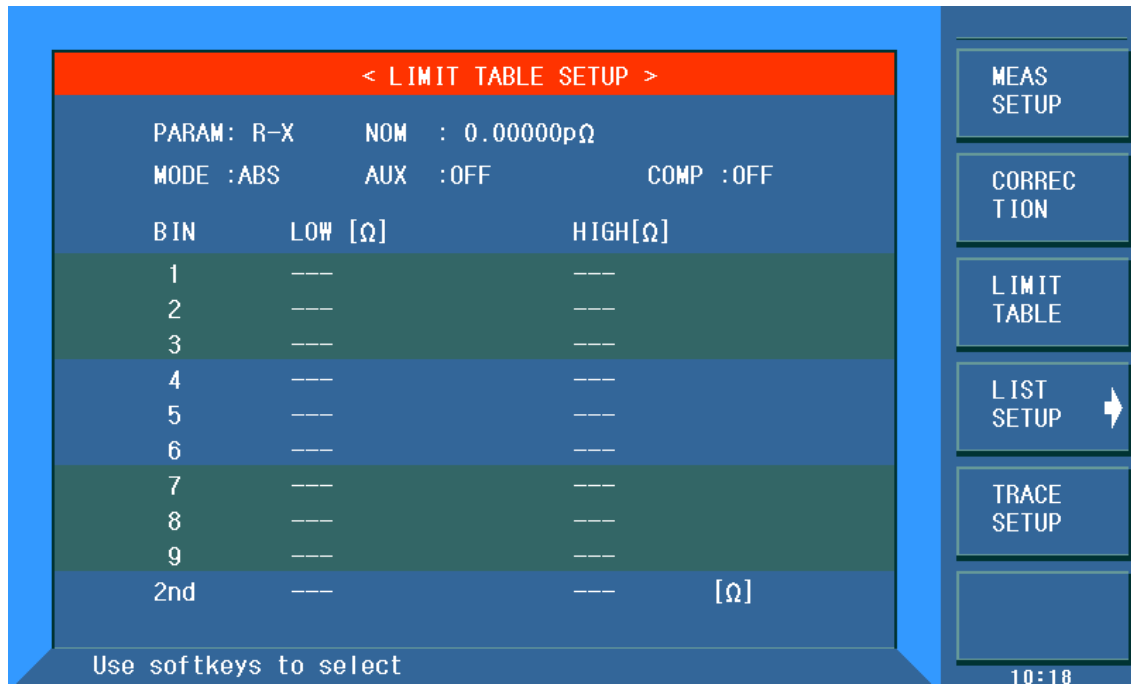 < LIMIT TABLE SETUP >
PARAM: R-X NOM : 0.00000pΩ
MODE :ABS AUX :OFF COMP :OFF
BIN LOW [Ω] HIGH[Ω]
1 --- ---
2 --- ---
3 --- ---
4 --- ---
5 --- ---
6 --- ---
7 --- ---
8 --- ---
9 --- ---
2nd --- --- [Ω]
Use softkeys to select
MEAS
SETUP
CORREC
TION
LIMIT
TABLE
LIST
SETUP
TRACE
SETUP
10:18